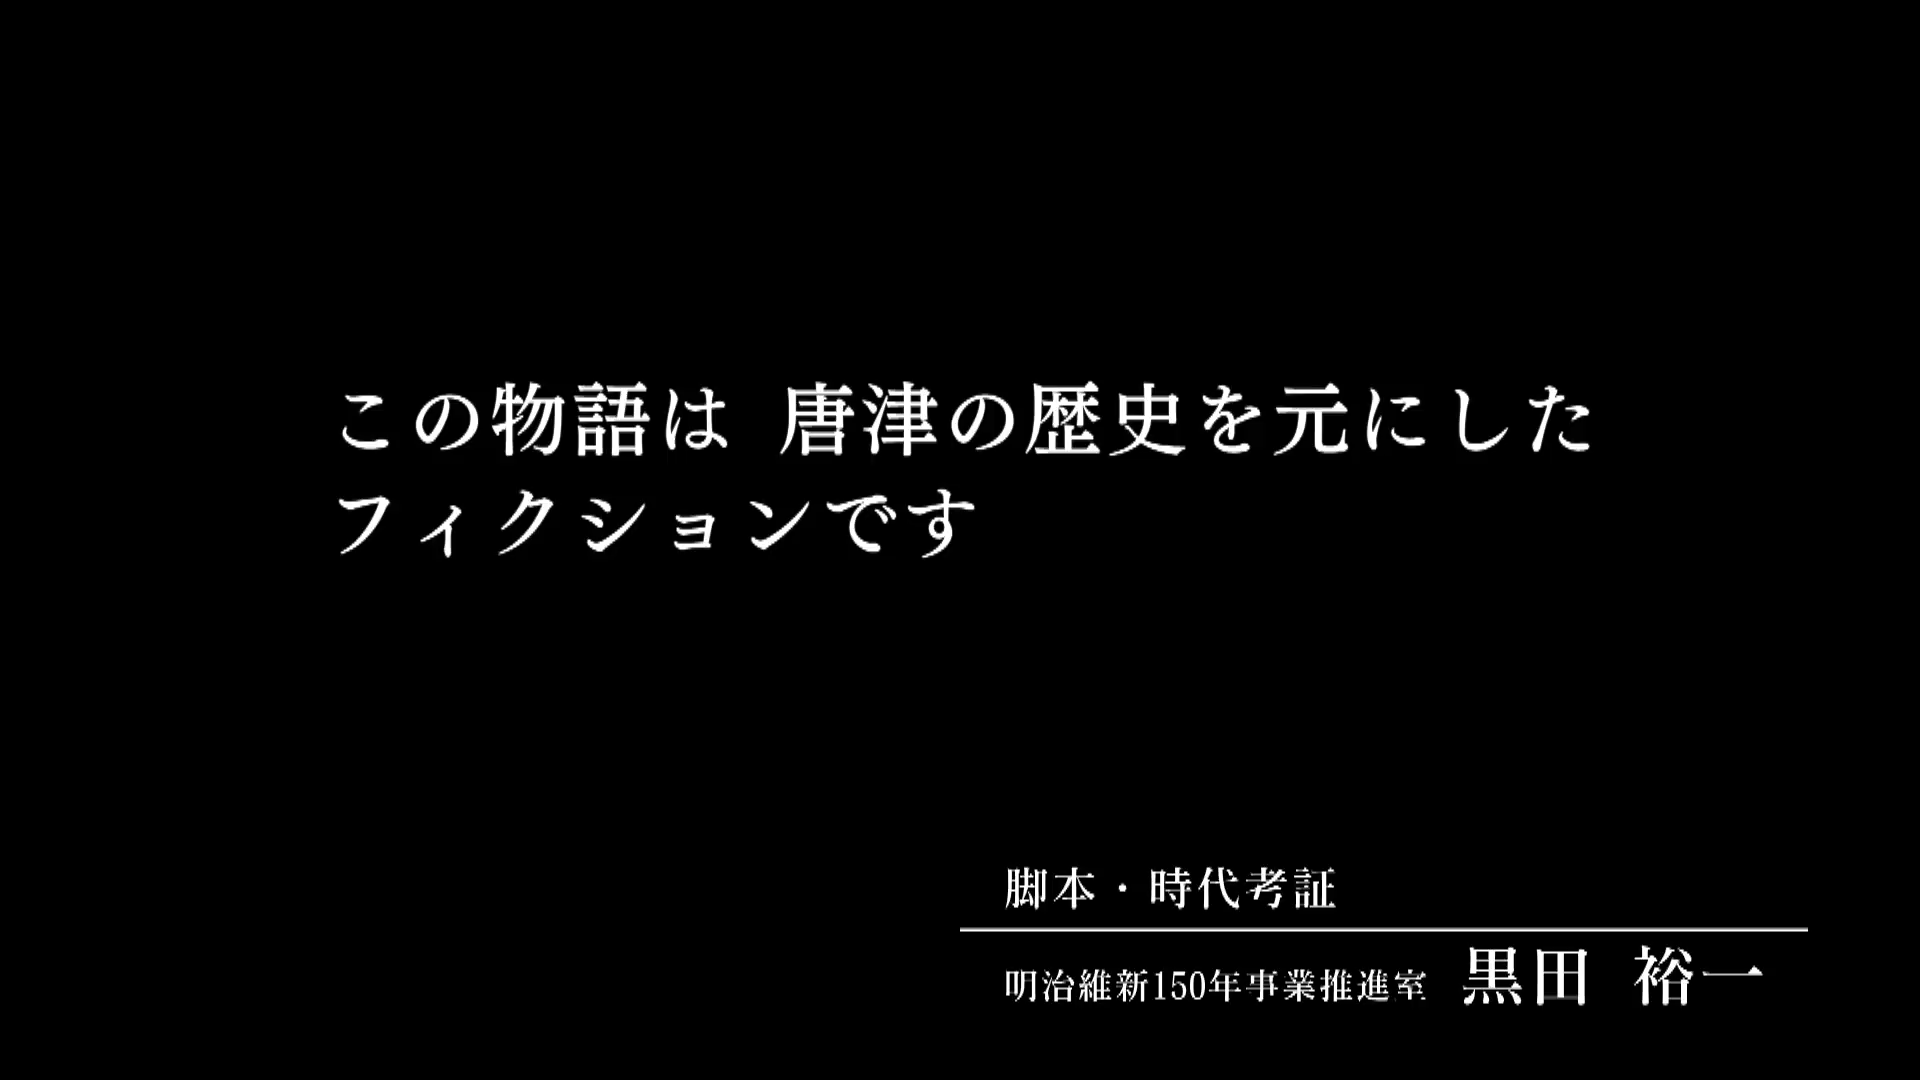 この物語は 唐津の歴史を元にした
フィクションです
脚本・時代考証
明治維新150年事業推進室 黒田 裕一